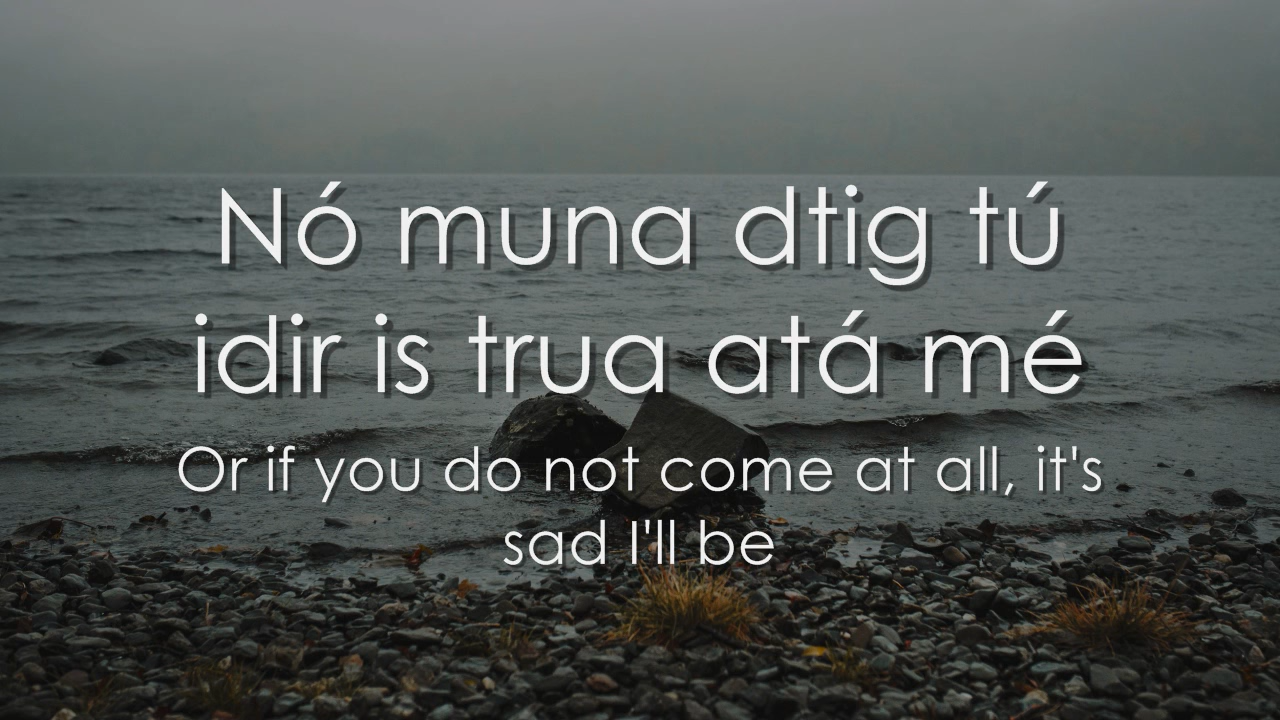 Nó muna dtig tú
idir is trua atá mé
Or if you do not come at all, it's
sad I'll be